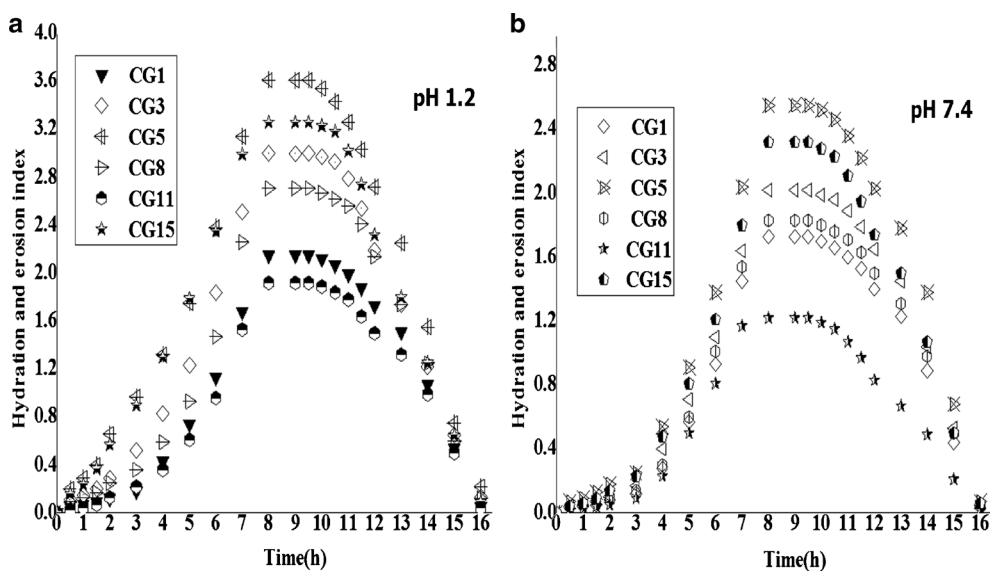 a
Hydration and erosion index
4.0
3.6
3.2
2.8
2.4
2.0
1.6
1.2
0.8
0.4
0.0
CG1
CG3
CG5
CG8
CG11
CG15
pH 1.2
0 1 2 3 4 5 6 7 8 9 10 11 12 13 14 15 16
Time(h)
b
Hydration and erosion index
2.8
2.4
2.0
1.6
1.2
0.8
0.4
0.0
CG1
CG3
CG5
CG8
CG11
CG15
pH 7.4
0 1 2 3 4 5 6 7 8 9 10 11 12 13 14 15 16
Time(h)